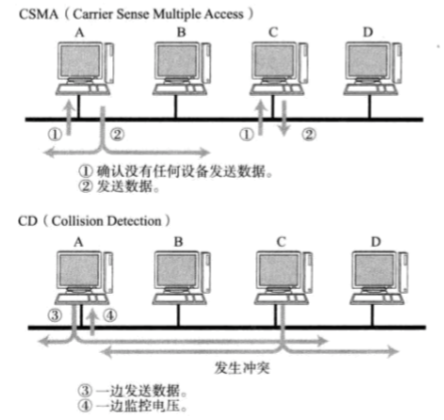 CSMA（Carrier Sense Multiple Access）
A B C D
① ② ① ②
① 确认没有任何设备发送数据。
② 发送数据。
CD（Collision Detection）
A B C D
③ ④
发生冲突
③ 一边发送数据。
④ 一边监控电压。